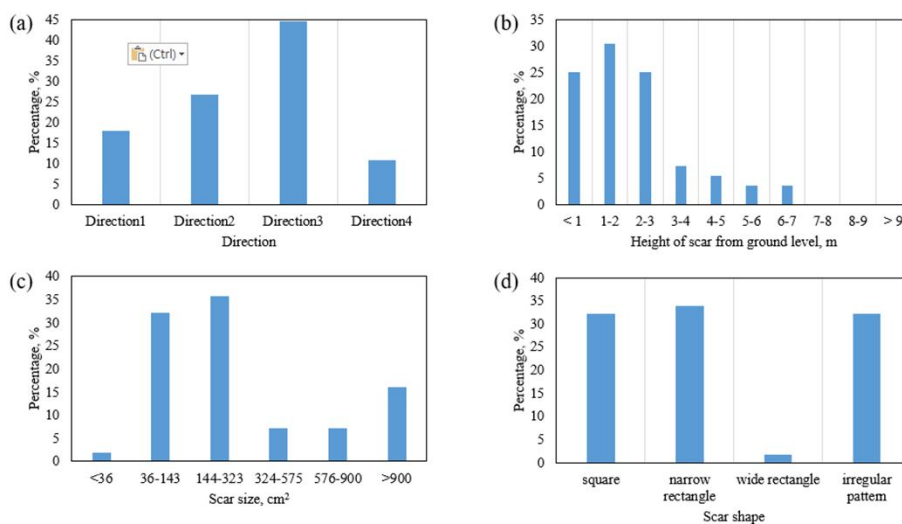 (a)
Percentage, %
45
40
35
30
25
20
15
10
5
0
(Ctrl)
Direction1 Direction2 Direction3 Direction4
Direction
(b)
Percentage, %
35
30
25
20
15
10
5
0
< 1 1-2 2-3 3-4 4-5 5-6 6-7 7-8 8-9 > 9
Height of scar from ground level, m
(c)
Percentage, %
40
35
30
25
20
15
10
5
0
<36 36-143 144-323 324-575 576-900 >900
Scar size, cm²
(d)
Percentage, %
40
35
30
25
20
15
10
5
0
square narrow wide rectangle irregular
rectangle pattern
Scar shape